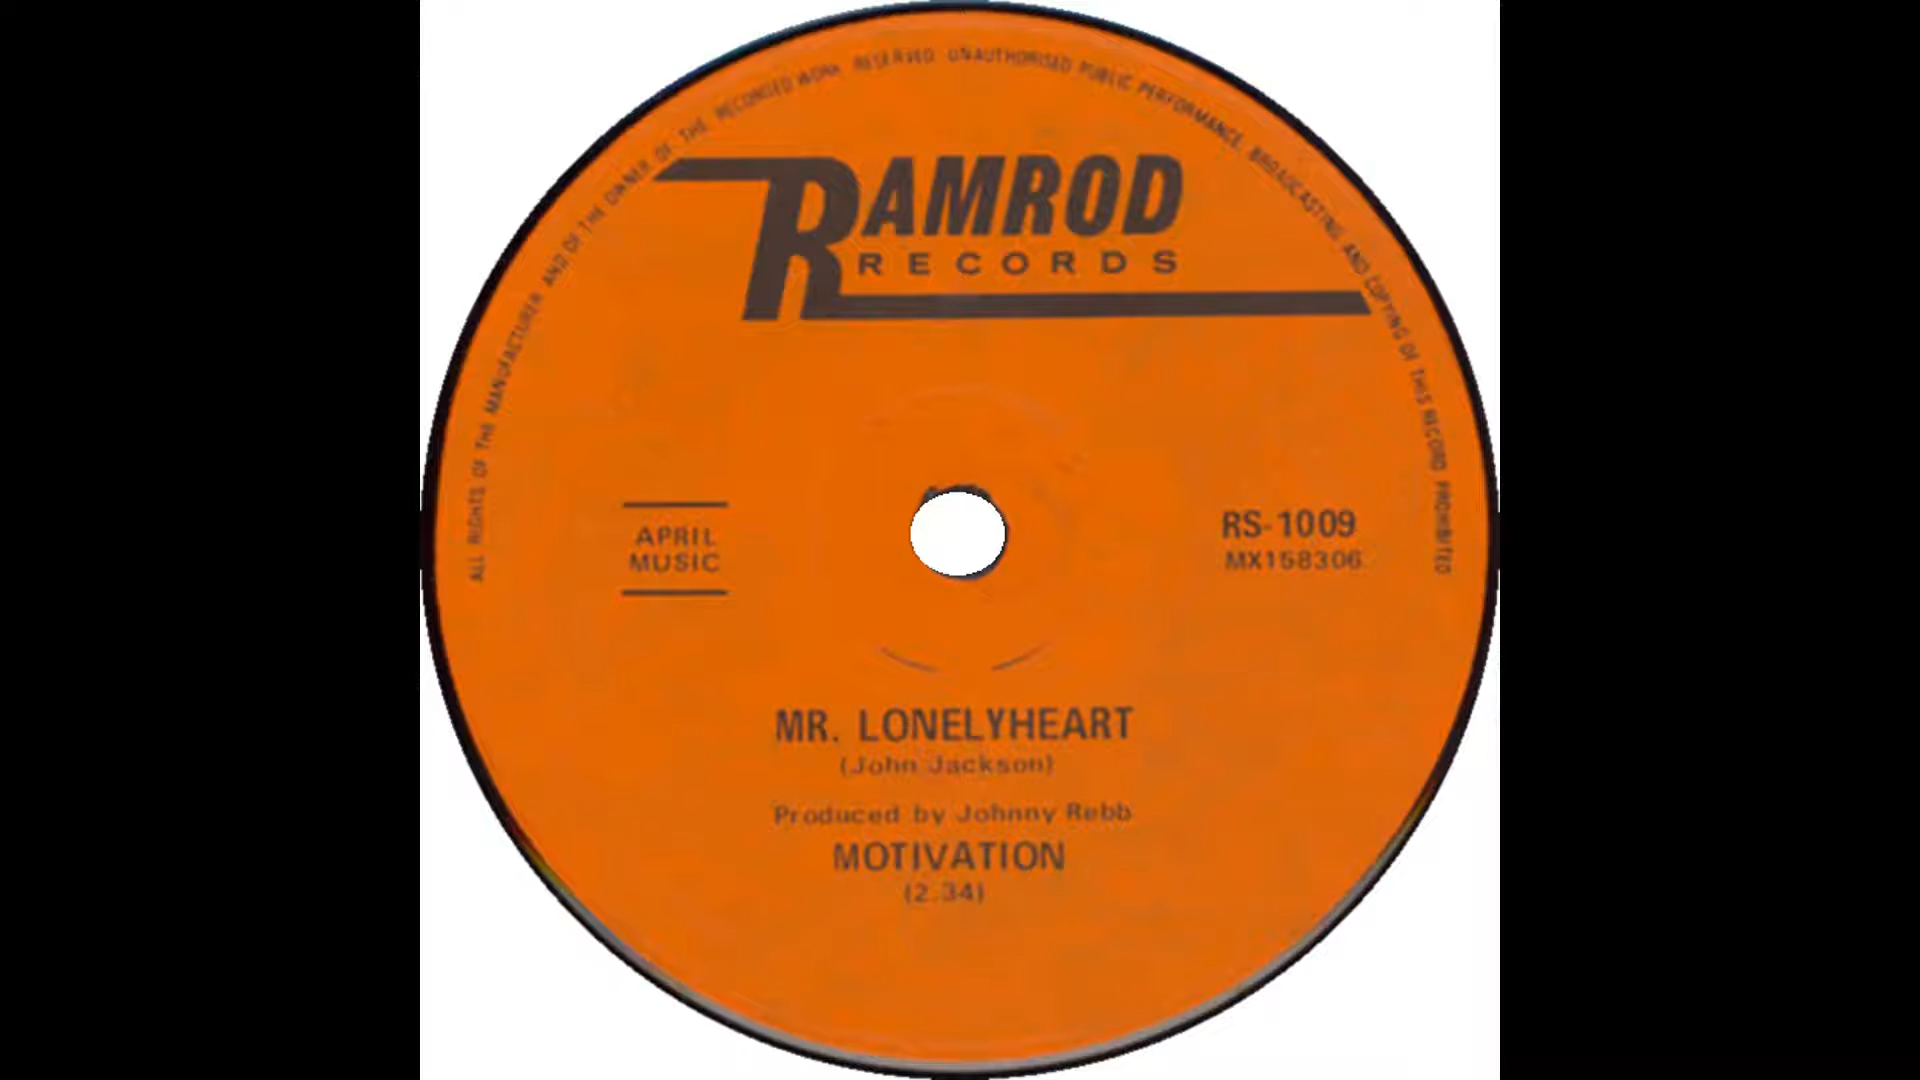 ALL RIGHTS OF THE MANUFACTURER AND OF THE OWNER OF THE RECORDED WORK RESERVED UNAUTHORISED PUBLIC PERFORMANCE, BROADCASTING AND COPYING OF THIS RECORD PROHIBITED
RAMROD
RECORDS
APRIL
MUSIC
RS-1009
MX158306
MR. LONELYHEART
(John Jackson)
Produced by Johnny Rebb
MOTIVATION
(2.34)